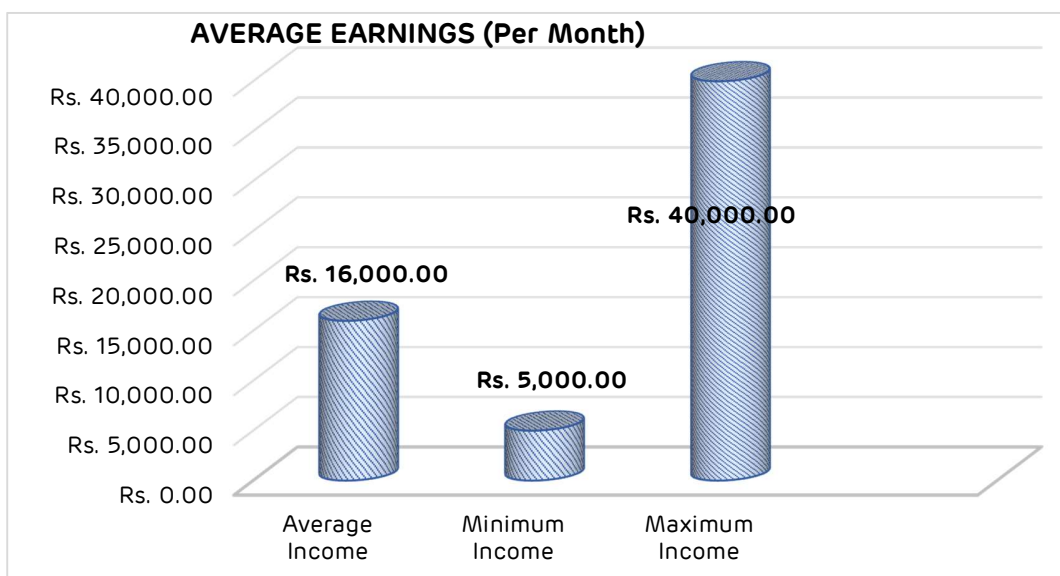 AVERAGE EARNINGS (Per Month)
Rs. 40,000.00
Rs. 35,000.00
Rs. 30,000.00
Rs. 25,000.00
Rs. 20,000.00
Rs. 15,000.00
Rs. 10,000.00
Rs. 5,000.00
Rs. 0.00
Rs. 16,000.00
Rs. 5,000.00
Rs. 40,000.00
Average
Income
Minimum
Income
Maximum
Income